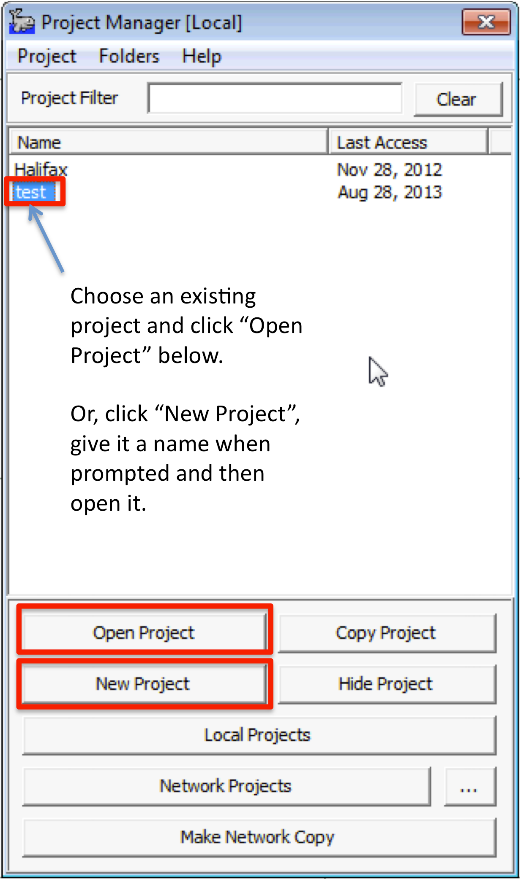 Project Manager [Local]
Project Folders Help
Project Filter Clear
Name Last Access
Halifax Nov 28, 2012
test Aug 28, 2013
Choose an existing
project and click “Open
Project” below.
Or, click “New Project”,
give it a name when
prompted and then
open it.
Open Project Copy Project
New Project Hide Project
Local Projects
Network Projects ...
Make Network Copy